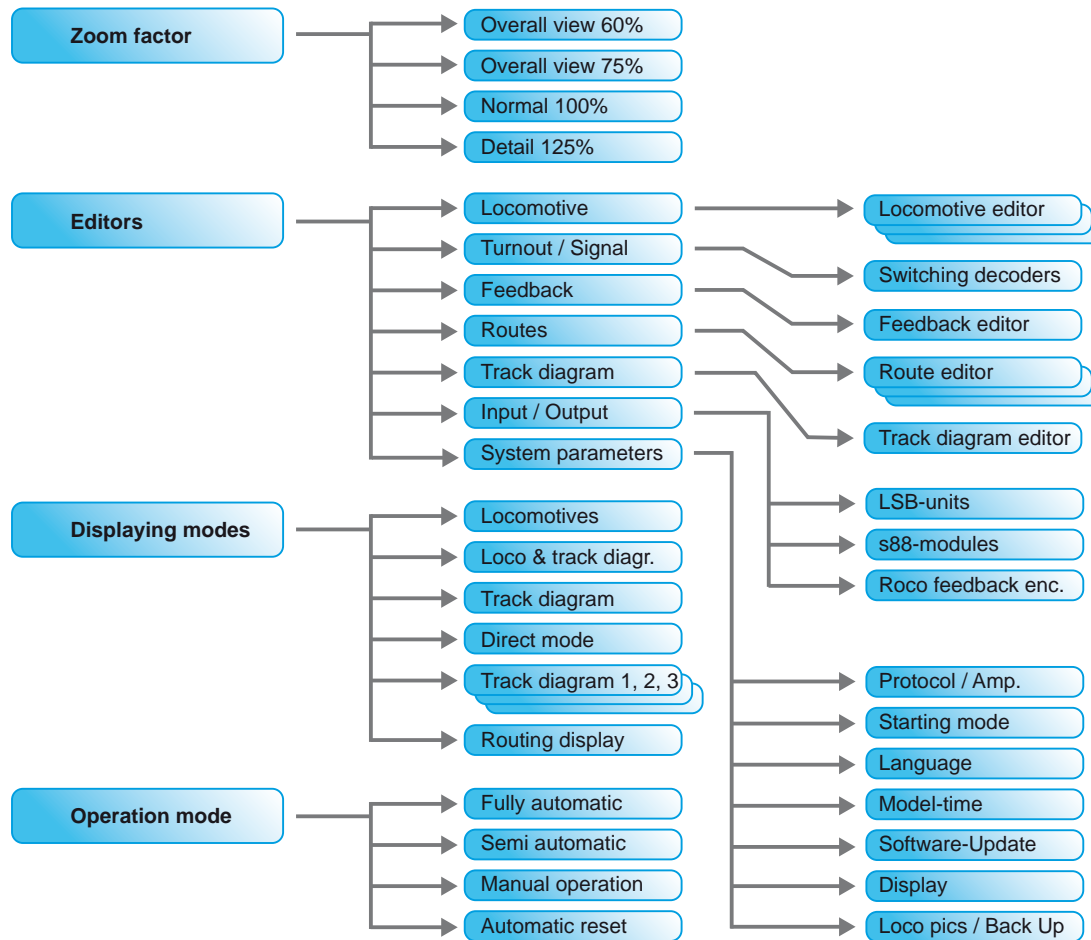 Zoom factor
Overall view 60%
Overall view 75%
Normal 100%
Detail 125%
Editors
Locomotive
Turnout / Signal
Feedback
Routes
Track diagram
Input / Output
System parameters
Locomotive editor
Switching decoders
Feedback editor
Route editor
Track diagram editor
LSB-units
s88-modules
Roco feedback enc.
Protocol / Amp.
Starting mode
Language
Model-time
Software-Update
Display
Loco pics / Back Up
Displaying modes
Locomotives
Loco & track diagr.
Track diagram
Direct mode
Track diagram 1, 2, 3
Routing display
Operation mode
Fully automatic
Semi automatic
Manual operation
Automatic reset